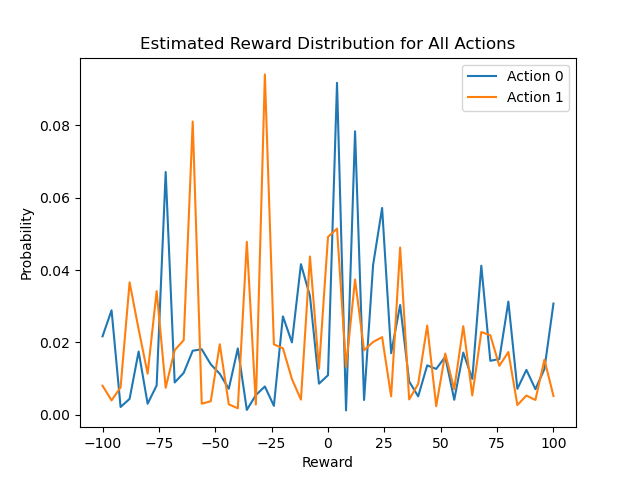 Estimated Reward Distribution for All Actions
Action 0
Action 1
0.08
0.06
0.04
0.02
0.00
Probability
−100
−75
−50
−25
0
25
50
75
100
Reward